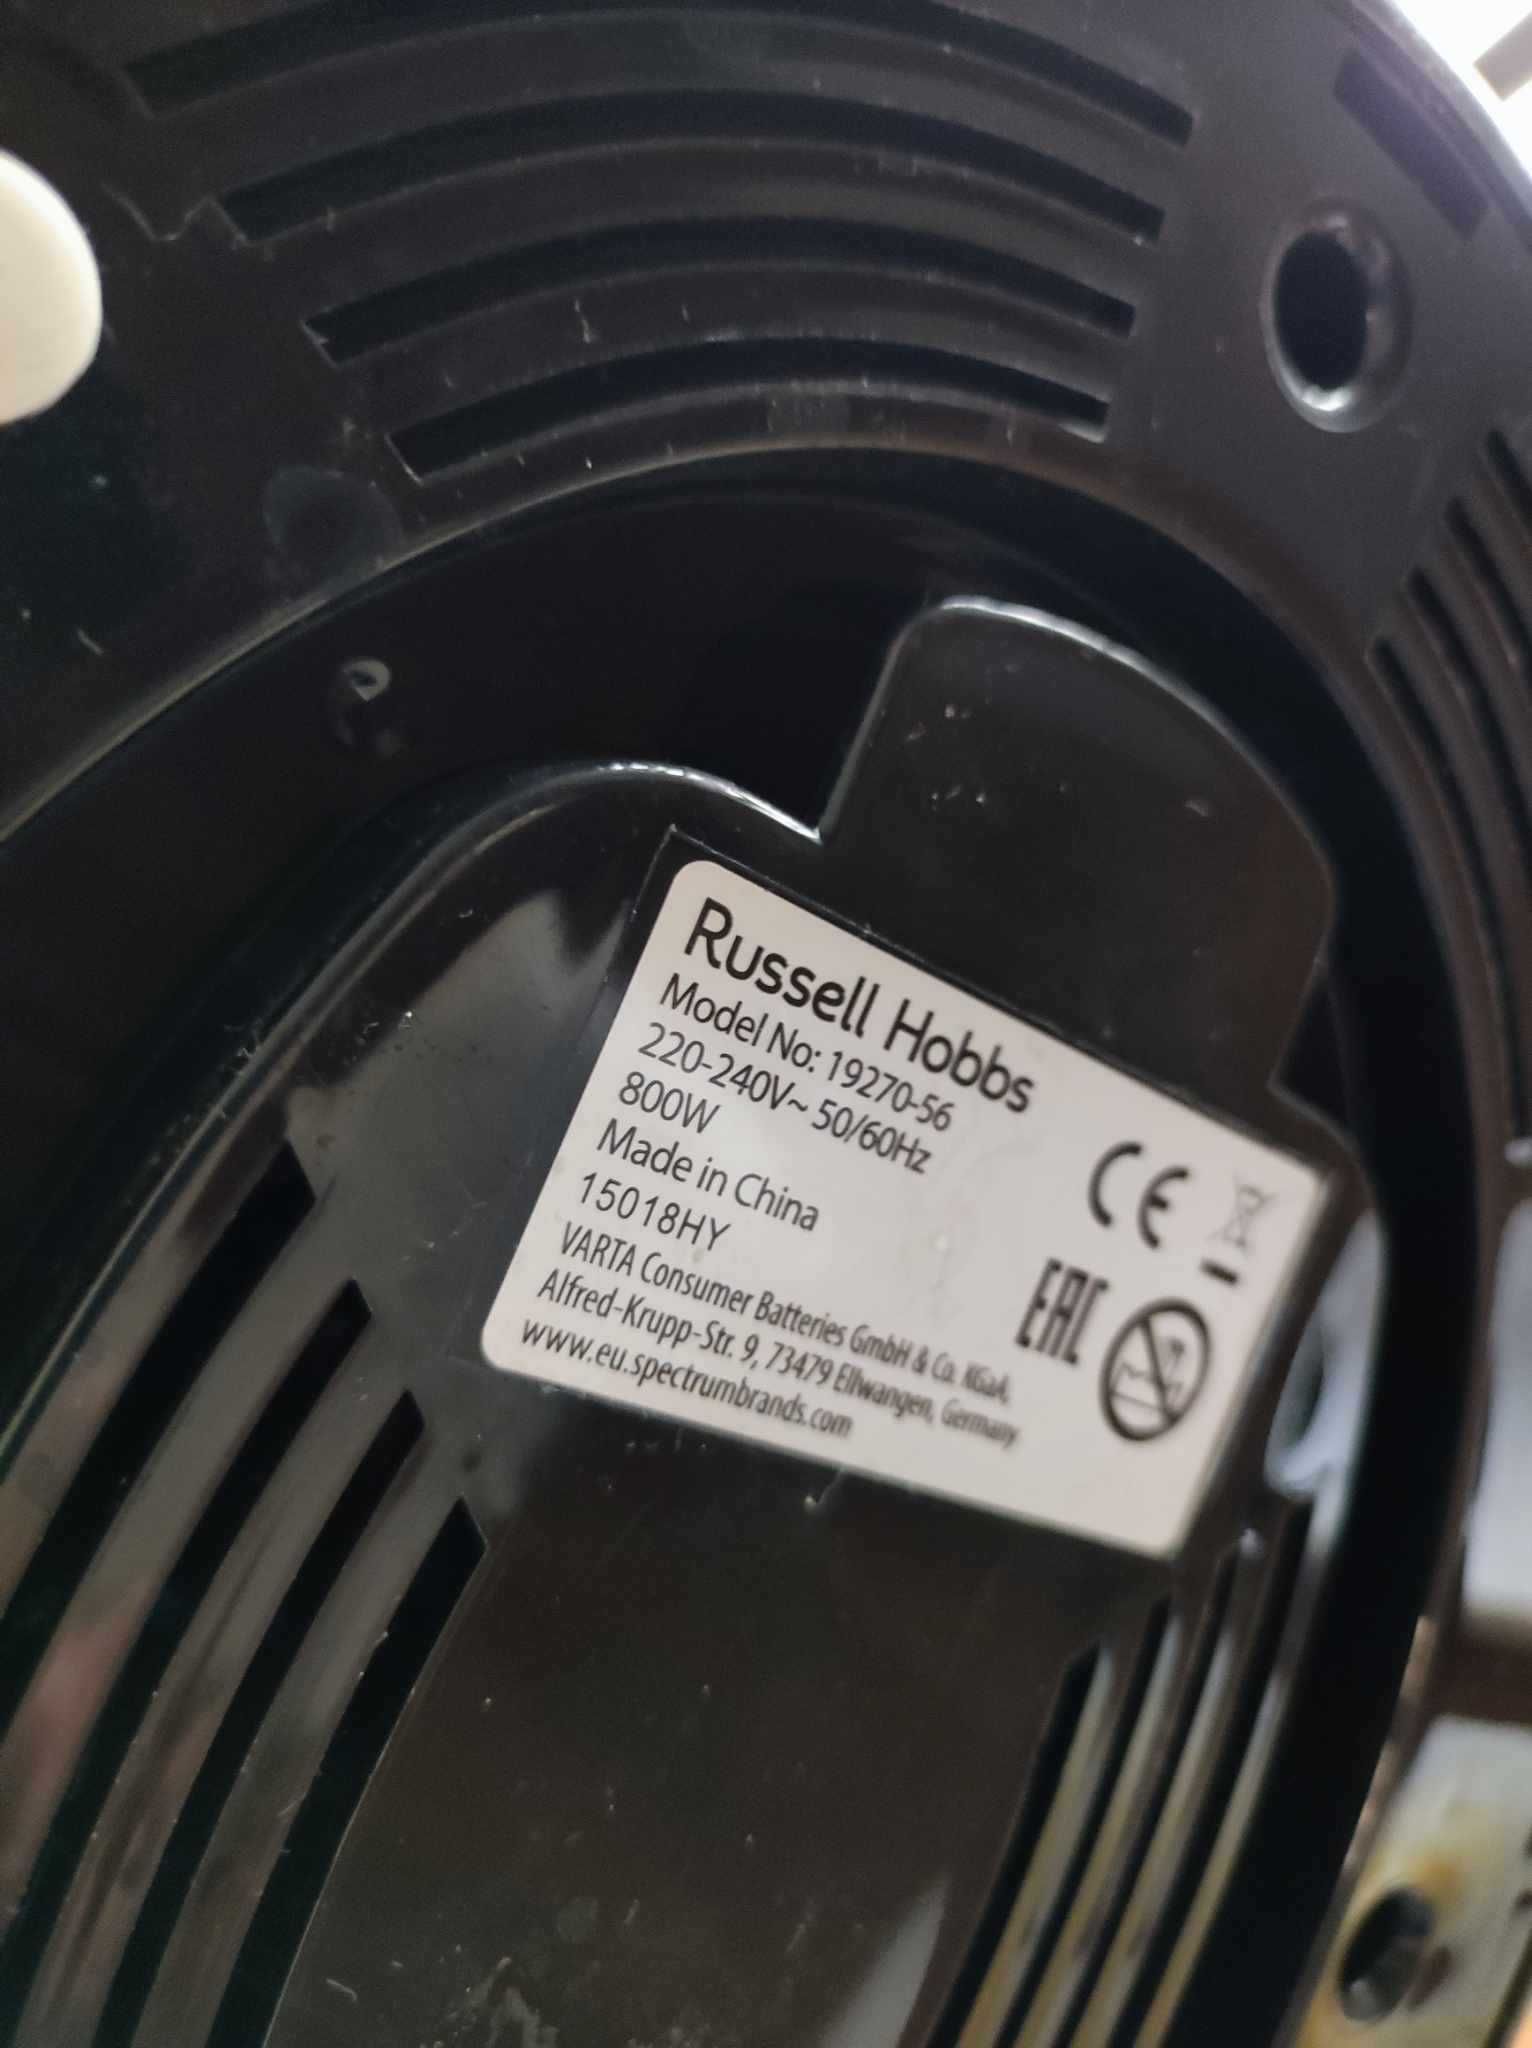 Russell Hobbs
Model No: 19270-56
220-240V~ 50/60Hz
800W
Made in China
15018HY
VARTA Consumer Batteries GmbH & Co. KGaA,
Alfred-Krupp-Str. 9, 73479 Ellwangen, Germany
www.eu.spectrumbrands.com
CE
EAC